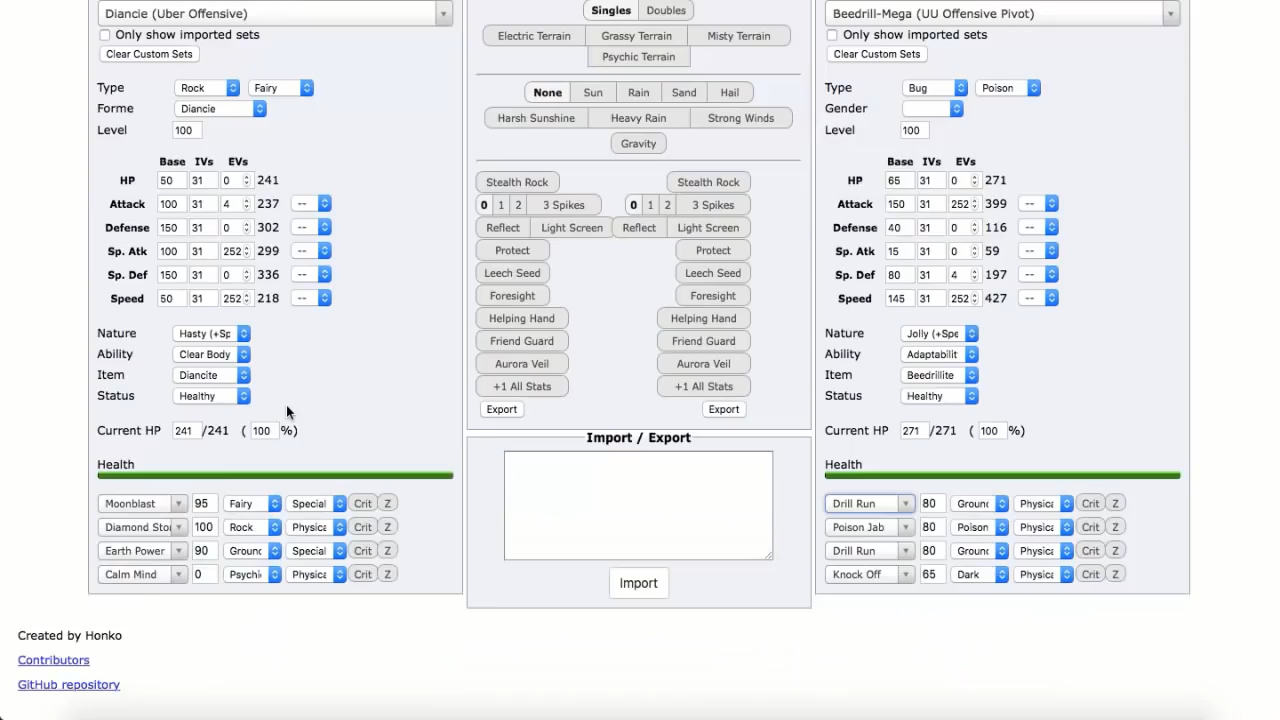 Diancie (Uber Offensive)
Only show imported sets
Clear Custom Sets
Type Rock Fairy
Forme Diancie
Level 100
Base IVs EVs
HP 50 31 0 241
Attack 100 31 4 237 --
Defense 150 31 0 302 --
Sp. Atk 100 31 252 299 --
Sp. Def 150 31 0 336 --
Speed 50 31 252 218 --
Nature Hasty (+Sp
Ability Clear Body
Item Diancite
Status Healthy
Current HP 241 /241 ( 100 %)
Health
Moonblast 95 Fairy Special Crit Z
Diamond Sto 100 Rock Physica Crit Z
Earth Power 90 Ground Special Crit Z
Calm Mind 0 Psychi Physica Crit Z
Singles Doubles
Electric Terrain Grassy Terrain Misty Terrain
Psychic Terrain
None Sun Rain Sand Hail
Harsh Sunshine Heavy Rain Strong Winds
Gravity
Stealth Rock Stealth Rock
0 1 2 3 Spikes 0 1 2 3 Spikes
Reflect Light Screen Reflect Light Screen
Protect Protect
Leech Seed Leech Seed
Foresight Foresight
Helping Hand Helping Hand
Friend Guard Friend Guard
Aurora Veil Aurora Veil
+1 All Stats +1 All Stats
Export Export
Import / Export
Import
Beedrill-Mega (UU Offensive Pivot)
Only show imported sets
Clear Custom Sets
Type Bug Poison
Gender
Level 100
Base IVs EVs
HP 65 31 0 271
Attack 150 31 252 399 --
Defense 40 31 0 116 --
Sp. Atk 15 31 0 59 --
Sp. Def 80 31 4 197 --
Speed 145 31 252 427 --
Nature Jolly (+Spe
Ability Adaptabilit
Item Beedrillite
Status Healthy
Current HP 271 /271 ( 100 %)
Health
Drill Run 80 Ground Physica Crit Z
Poison Jab 80 Poison Physica Crit Z
Drill Run 80 Ground Physica Crit Z
Knock Off 65 Dark Physica Crit Z
Created by Honko
Contributors
GitHub repository